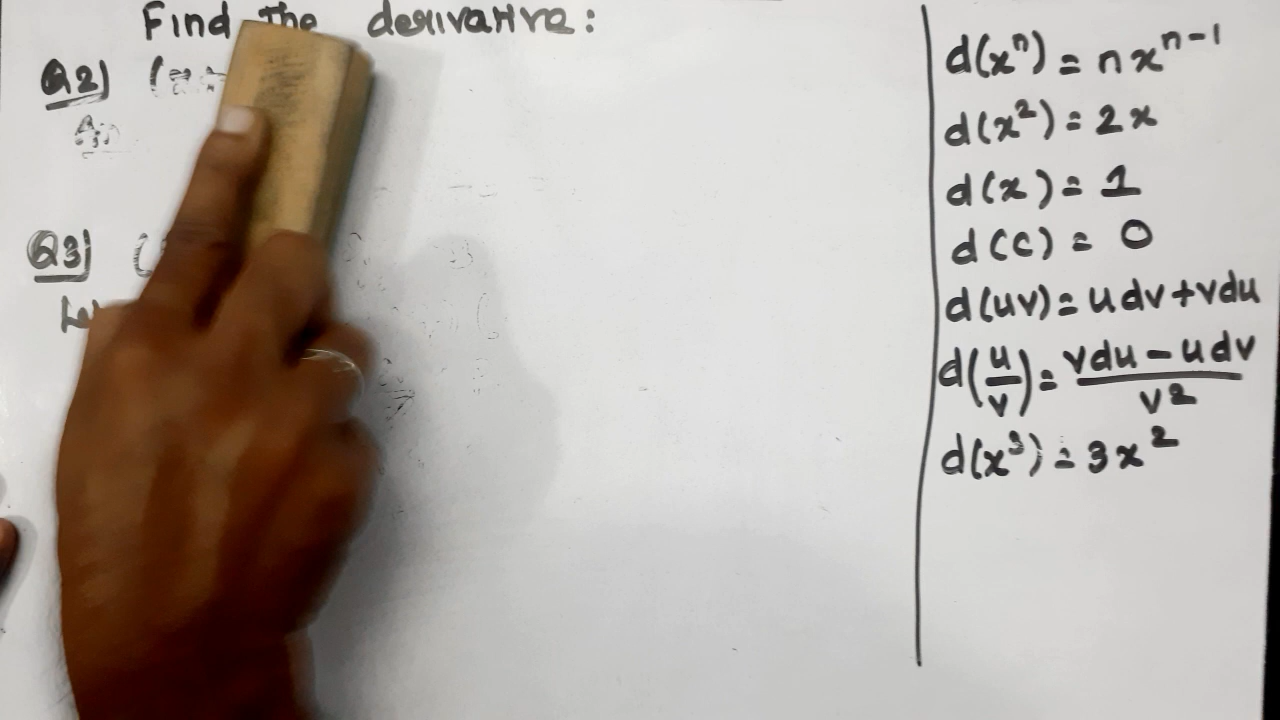 Find the derivative:
Q2) (
Q3) (
d(xⁿ) = n xⁿ⁻¹
d(x²) = 2x
d(x) = 1
d(c) = 0
d(uv) = udv+vdu
d(u/v) = vdu - udv / v²
d(x³) = 3x²